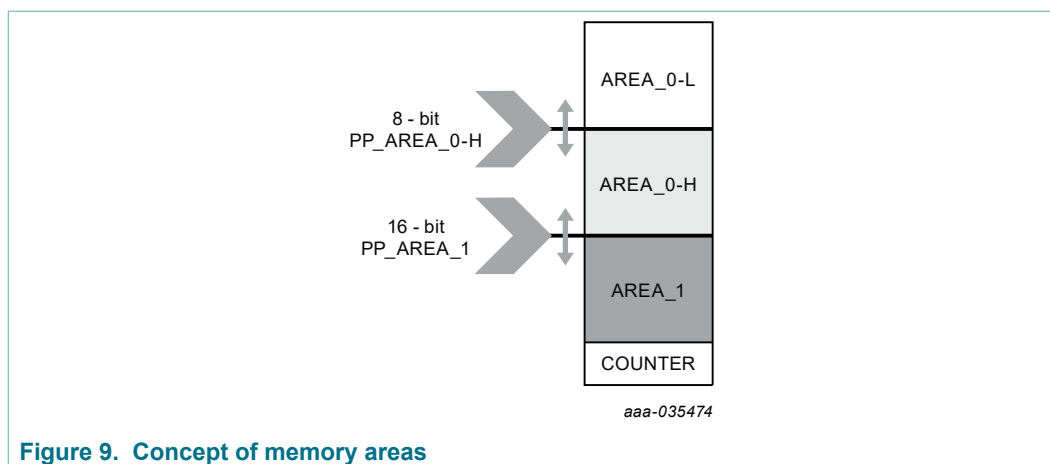 AREA_0-L
8 - bit
PP_AREA_0-H
AREA_0-H
16 - bit
PP_AREA_1
AREA_1
COUNTER
aaa-035474
Figure 9. Concept of memory areas